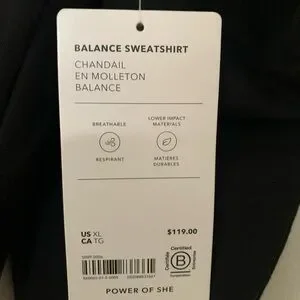 BALANCE SWEATSHIRT
CHANDAIL
EN MOLLETON
BALANCE
BREATHABLE
LOWER IMPACT
MATERIALS
RESPIRANT
MATIÈRES
DURABLES
US XL
CA TG
$119.00
Certified
B
Corporation
POWER OF SHE